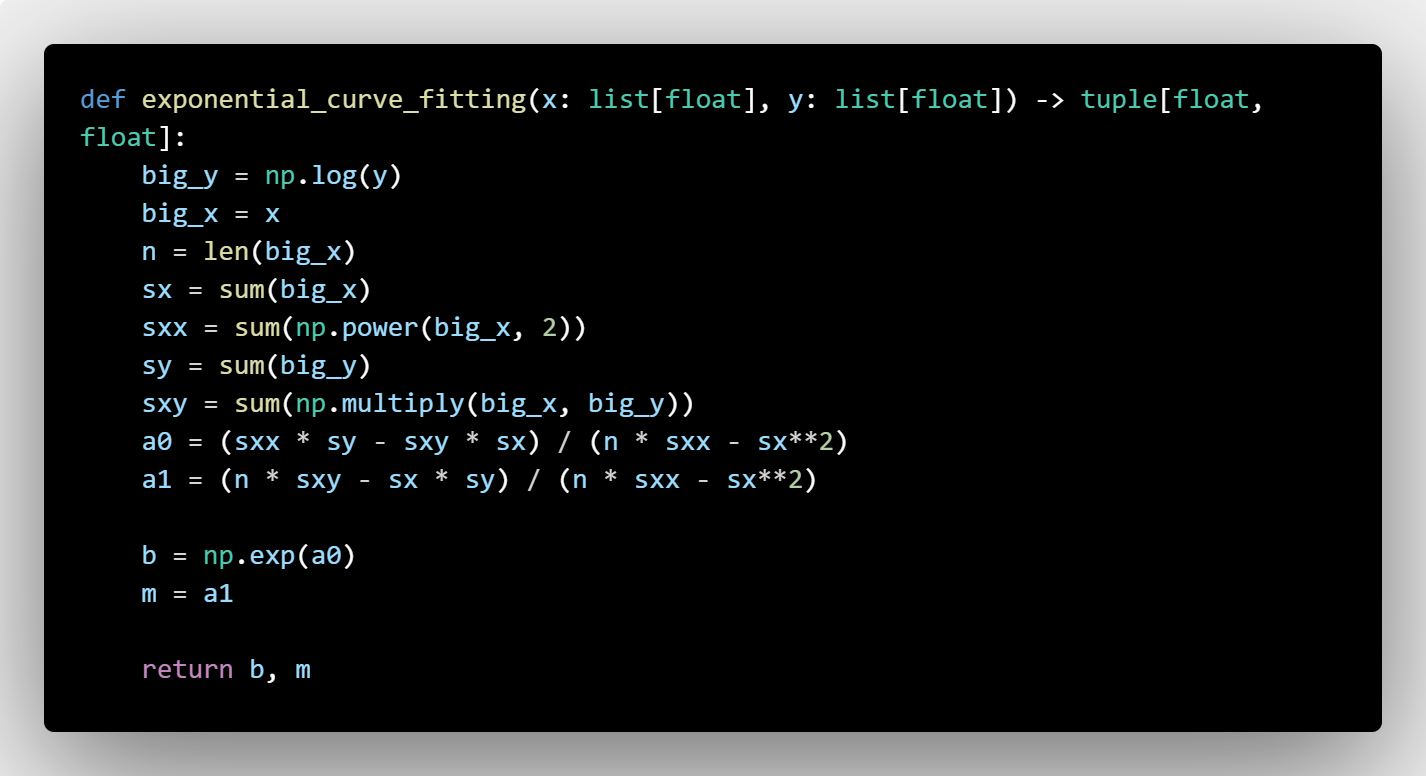 def exponential_curve_fitting(x: list[float], y: list[float]) -> tuple[float,
float]:
    big_y = np.log(y)
    big_x = x
    n = len(big_x)
    sx = sum(big_x)
    sxx = sum(np.power(big_x, 2))
    sy = sum(big_y)
    sxy = sum(np.multiply(big_x, big_y))
    a0 = (sxx * sy - sxy * sx) / (n * sxx - sx**2)
    a1 = (n * sxy - sx * sy) / (n * sxx - sx**2)

    b = np.exp(a0)
    m = a1

    return b, m